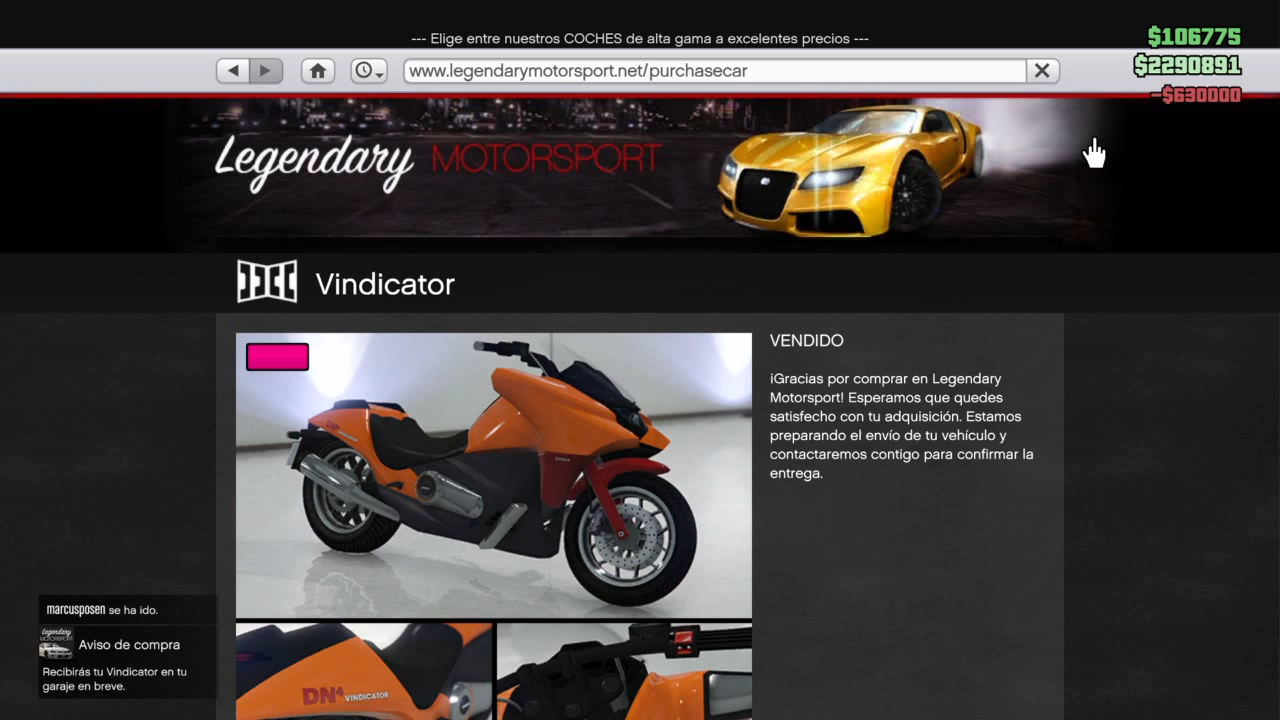 --- Elige entre nuestros COCHES de alta gama a excelentes precios ---
$106775
$2290891
-$630000
www.legendarymotorsport.net/purchasecar
Legendary MOTORSPORT
Vindicator
VENDIDO
¡Gracias por comprar en Legendary
Motorsport! Esperamos que quedes
satisfecho con tu adquisición. Estamos
preparando el envío de tu vehículo y
contactaremos contigo para confirmar la
entrega.
marcusposen se ha ido.
Legendary
MOTORSPORT
Aviso de compra
Recibirás tu Vindicator en tu
garaje en breve.
DN4 VINDICATOR